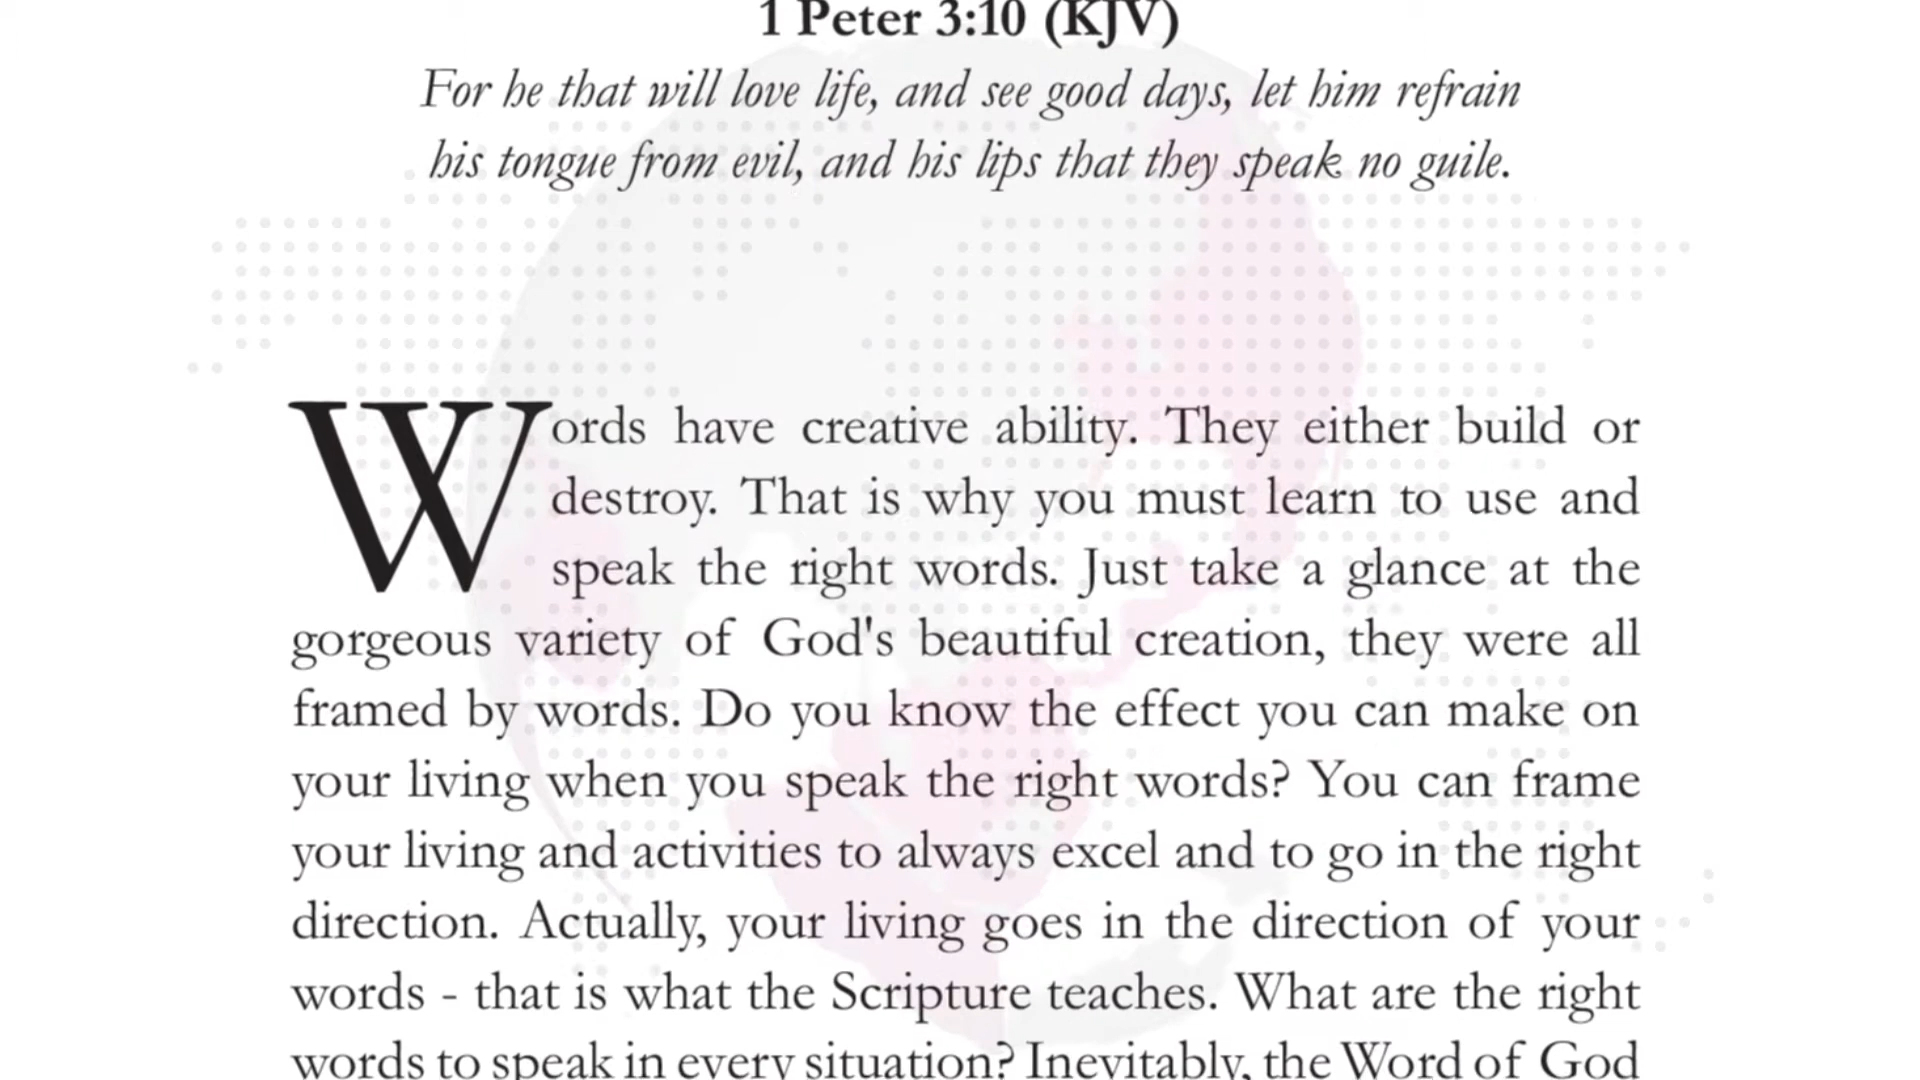 1 Peter 3:10 (KJV)
For he that will love life, and see good days, let him refrain
his tongue from evil, and his lips that they speak no guile.
Words have creative ability. They either build or
destroy. That is why you must learn to use and
speak the right words. Just take a glance at the
gorgeous variety of God's beautiful creation, they were all
framed by words. Do you know the effect you can make on
your living when you speak the right words? You can frame
your living and activities to always excel and to go in the right
direction. Actually, your living goes in the direction of your
words - that is what the Scripture teaches. What are the right
words to speak in every situation? Inevitably, the Word of God